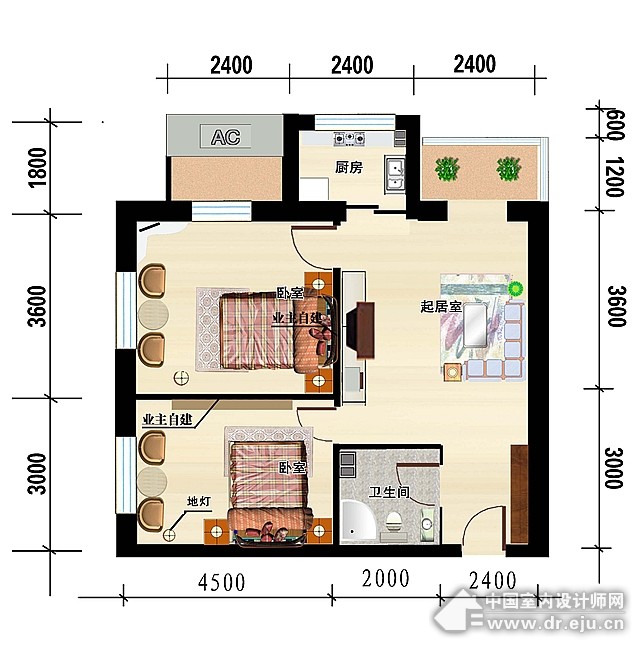 2400 2400 2400
600
1200
1800
AC
厨房
3600
卧室
业主自建
起居室
3600
业主自建
3000
卧室
地灯
卫生间
3000
4500 2000 2400
中国室内设计师网
www.dr.eju.cn